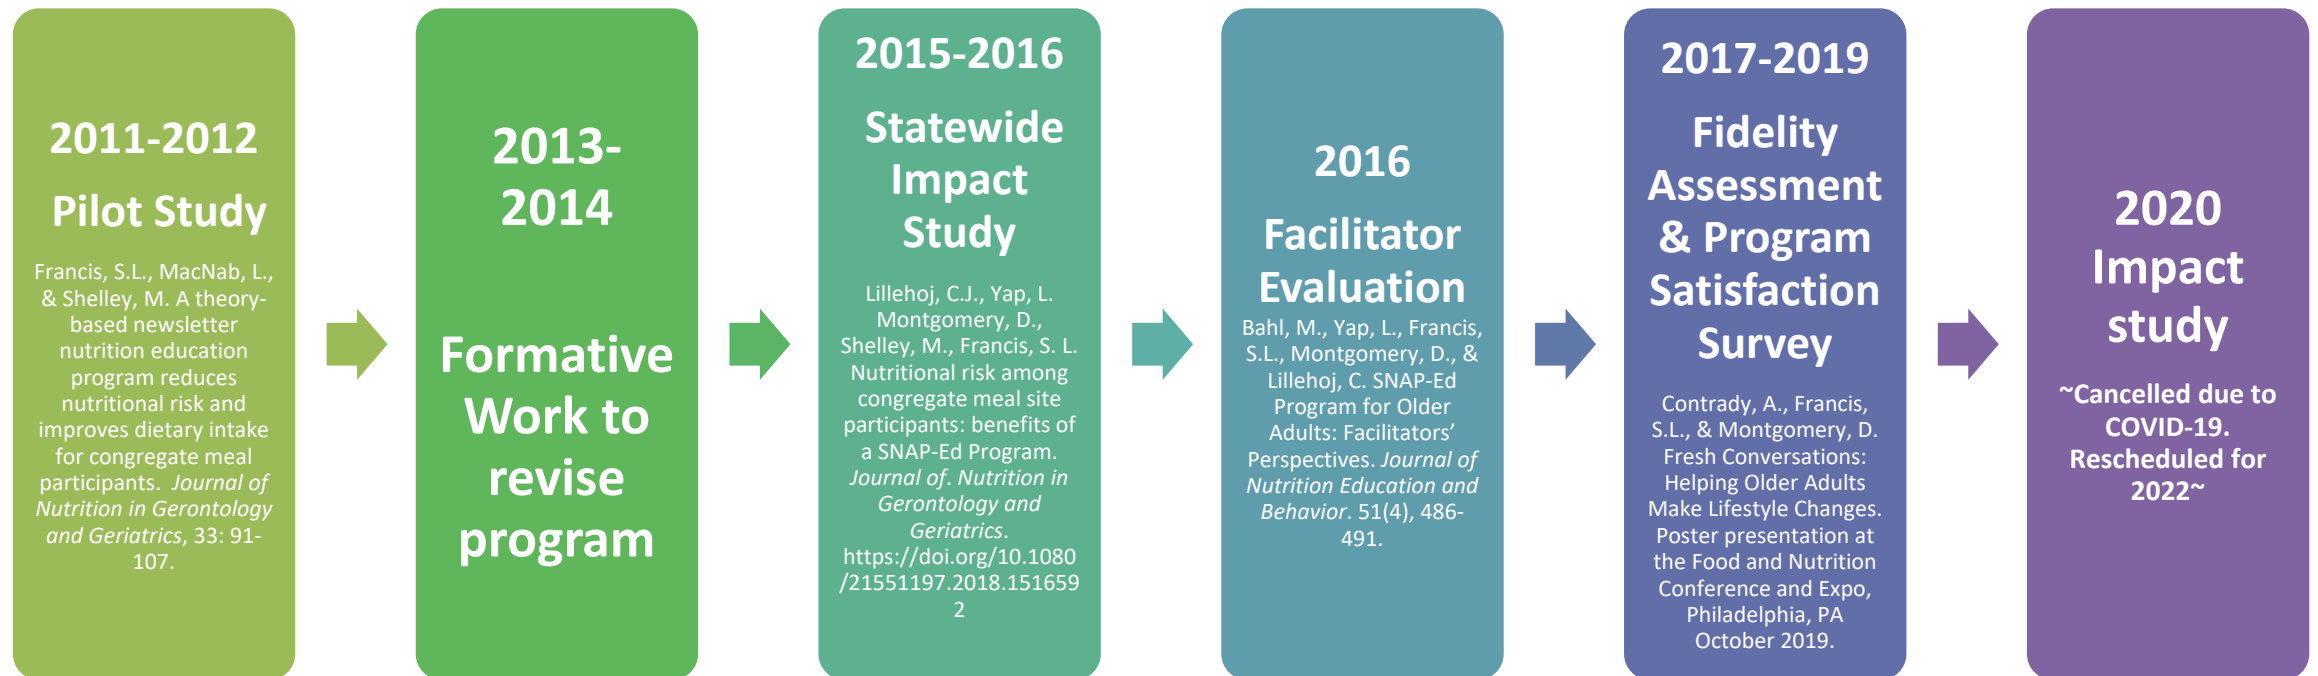 2011-2012
Pilot Study
Francis, S.L., MacNab, L.,
& Shelley, M. A theory-
based newsletter
nutrition education
program reduces
nutritional risk and
improves dietary intake
for congregate meal
participants. Journal of
Nutrition in Gerontology
and Geriatrics, 33: 91-
107.
2013-
2014
Formative
Work to
revise
program
2015-2016
Statewide
Impact
Study
Lillehoj, C.J., Yap, L.
Montgomery, D.,
Shelley, M., Francis, S. L.
Nutritional risk among
congregate meal site
participants: benefits of
a SNAP-Ed Program.
Journal of. Nutrition in
Gerontology and
Geriatrics.
https://doi.org/10.1080
/21551197.2018.151659
2
2016
Facilitator
Evaluation
Bahl, M., Yap, L., Francis,
S.L., Montgomery, D., &
Lillehoj, C. SNAP-Ed
Program for Older
Adults: Facilitators’
Perspectives. Journal of
Nutrition Education and
Behavior. 51(4), 486-
491.
2017-2019
Fidelity
Assessment
& Program
Satisfaction
Survey
Contrady, A., Francis,
S.L., & Montgomery, D.
Fresh Conversations:
Helping Older Adults
Make Lifestyle Changes.
Poster presentation at
the Food and Nutrition
Conference and Expo,
Philadelphia, PA
October 2019.
2020
Impact
study
~Cancelled due to
COVID-19.
Rescheduled for
2022~